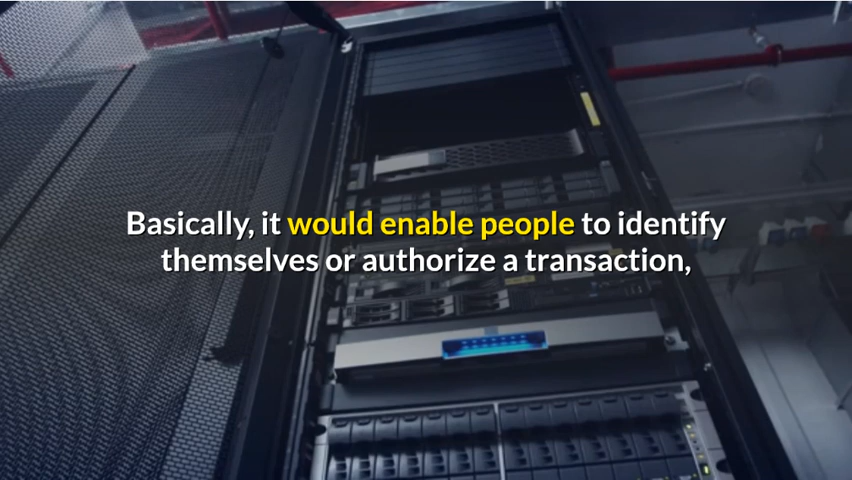 Basically, it would enable people to identify
themselves or authorize a transaction,